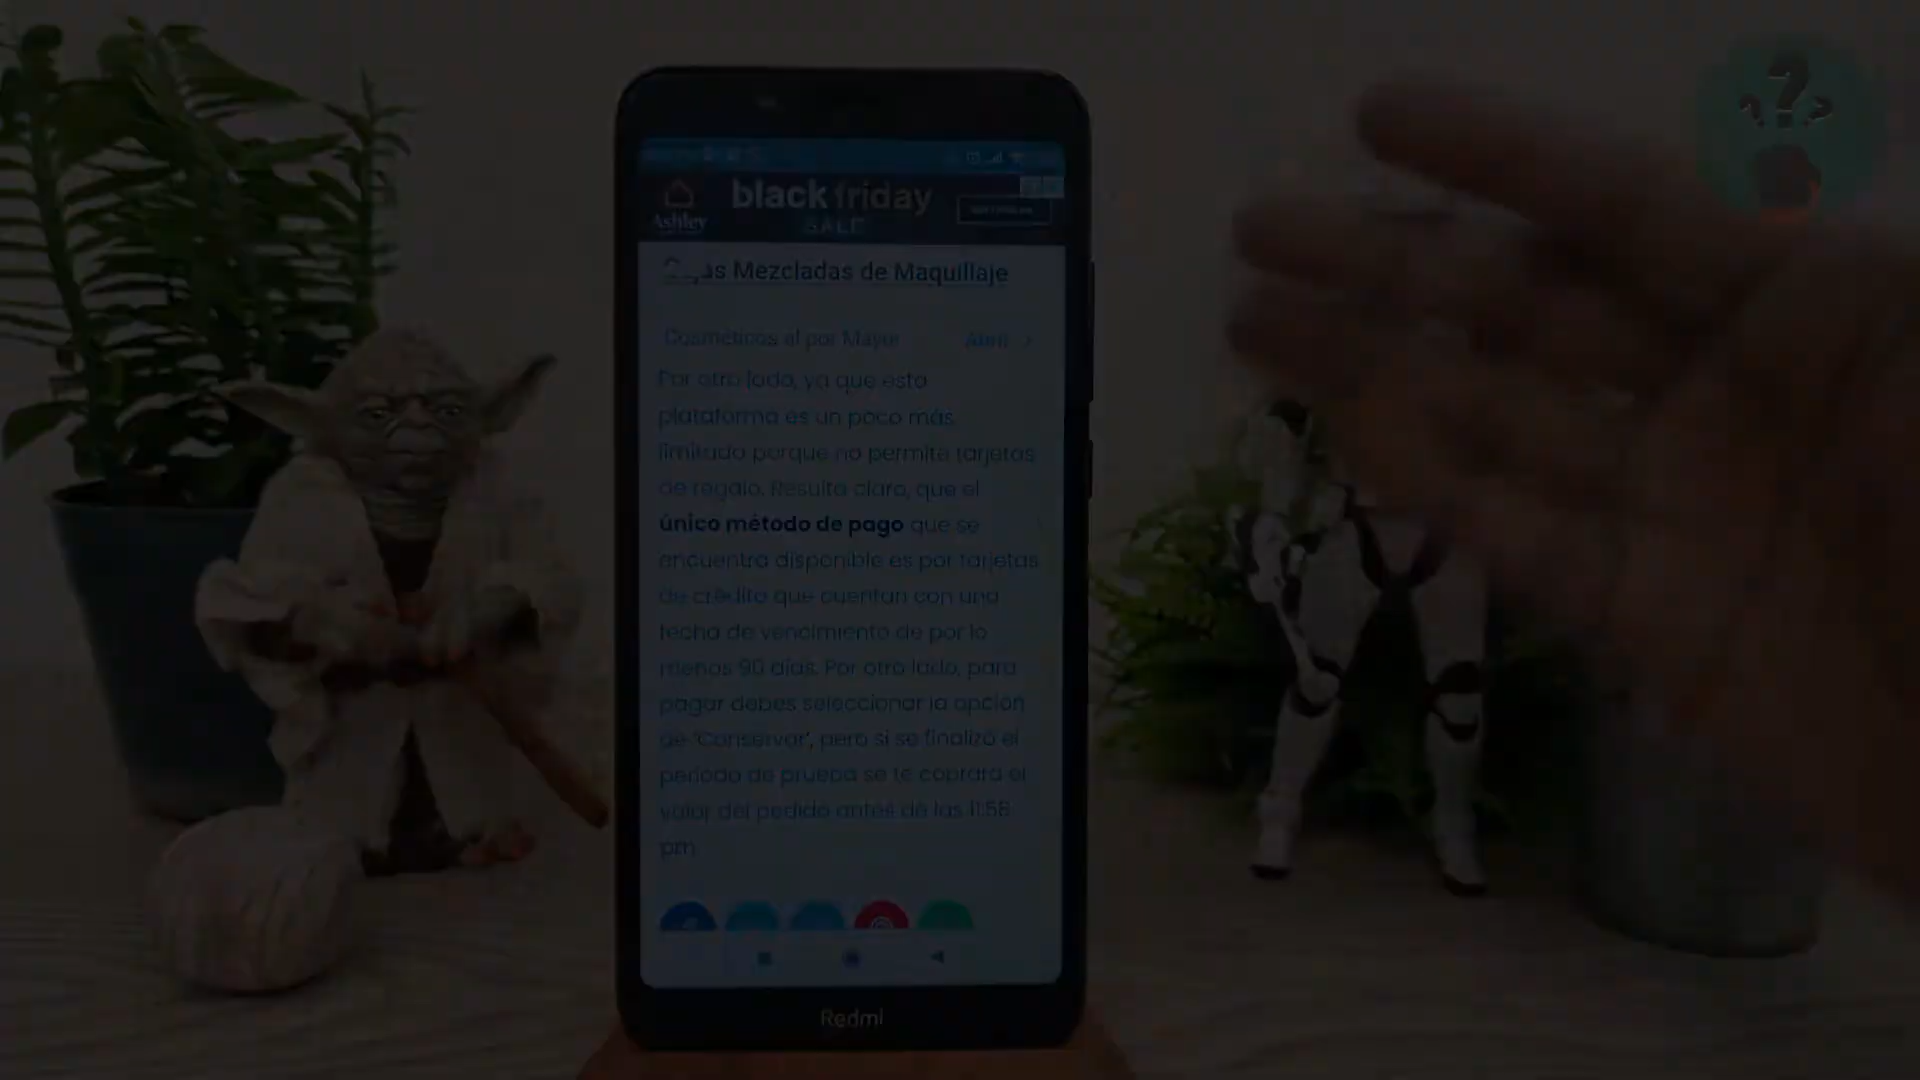 black friday
Ashley
SALE
Mezcladas de Maquillaje
Cosméticos al por Mayor Abrir
Por otro lado, ya que esta
plataforma es un poco más
limitada porque no permite tarjetas
de regalo. Resulta claro, que el
único método de pago que se
encuentra disponible es por tarjetas
de crédito que cuentan con una
fecha de vencimiento de por lo
menos 90 días. Por otro lado, para
pagar debes seleccionar la opción
de 'Conservar', pero si se finalizó el
periodo de prueba se te cobrará el
valor del pedido antes de las 11:58
pm
Redmi